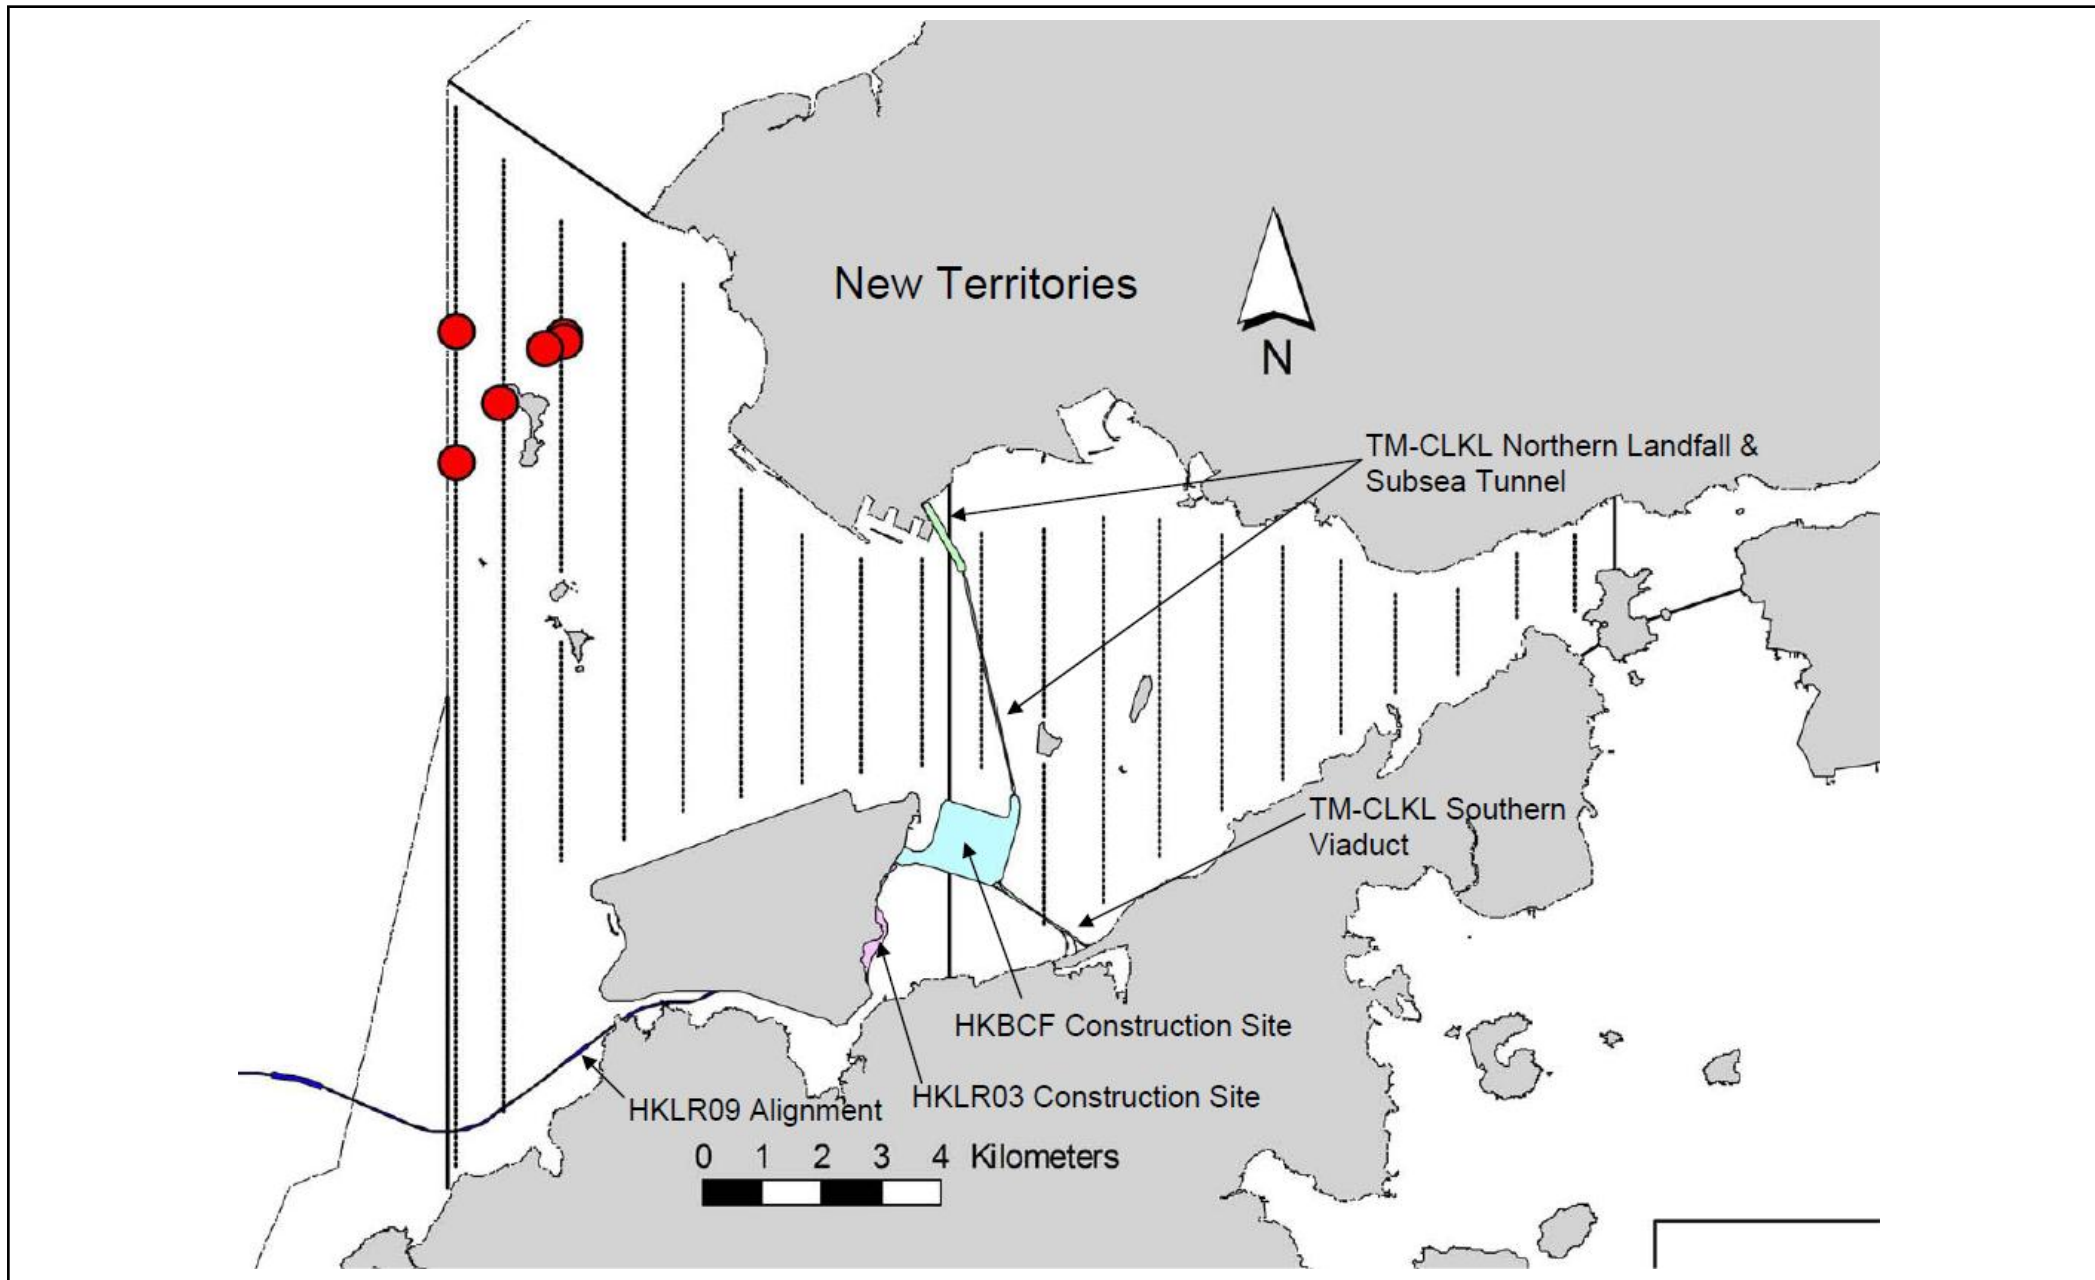 New Territories
N
TM-CLKL Northern Landfall &
Subsea Tunnel
TM-CLKL Southern
Viaduct
HKBCF Construction Site
HKLR03 Construction Site
HKLR09 Alignment
0 1 2 3 4 Kilometers